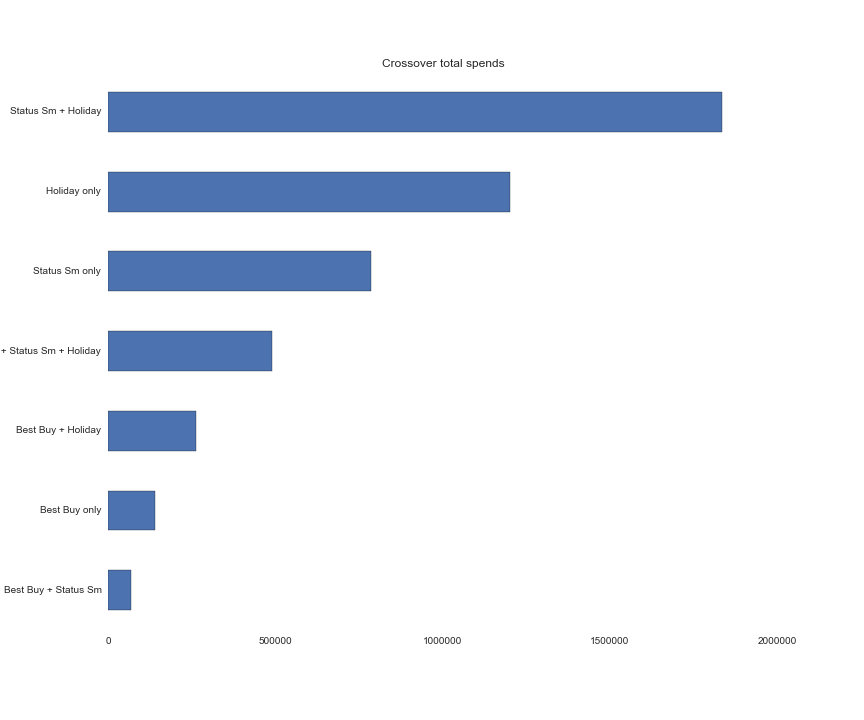 Crossover total spends
Status Sm + Holiday
Holiday only
Status Sm only
+ Status Sm + Holiday
Best Buy + Holiday
Best Buy only
Best Buy + Status Sm
0 500000 1000000 1500000 2000000